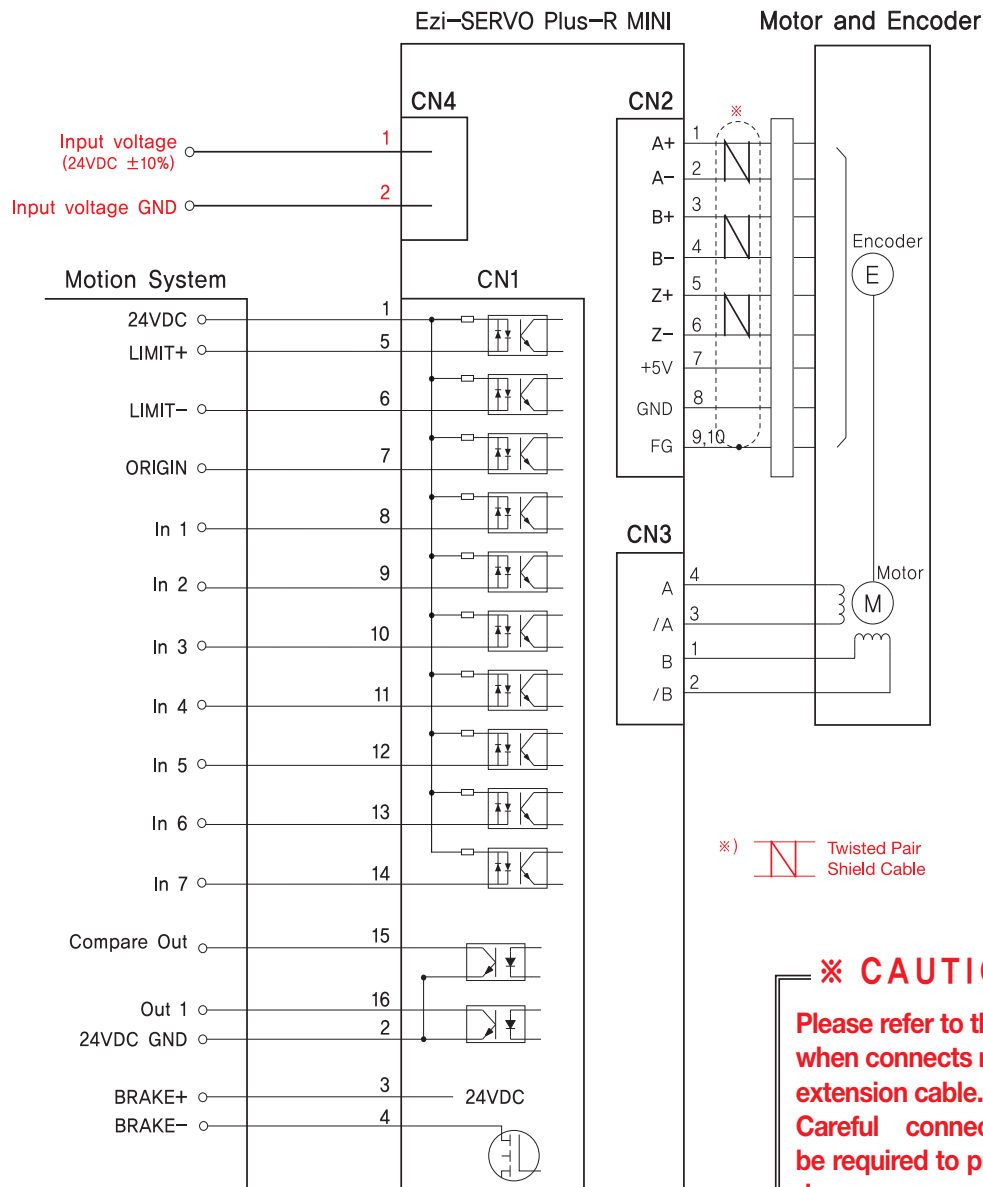 Ezi-SERVO Plus-R MINI
Motor and Encoder
CN4
Input voltage
(24VDC ±10%)
1
Input voltage GND
2
CN2
※
A+ 1
A- 2
B+ 3
B- 4
Z+ 5
Z- 6
+5V 7
GND 8
FG 9,10
Encoder
E
Motion System
CN1
24VDC 1
LIMIT+ 5
LIMIT- 6
ORIGIN 7
In 1 8
In 2 9
In 3 10
In 4 11
In 5 12
In 6 13
In 7 14
Compare Out 15
Out 1 16
24VDC GND 2
BRAKE+ 3 24VDC
BRAKE- 4
CN3
A 4
/A 3
B 1
/B 2
Motor
M
※) Twisted Pair
Shield Cable
※ CAUTI
Please refer to
when connects
extension cable.
Careful connec
be required to p